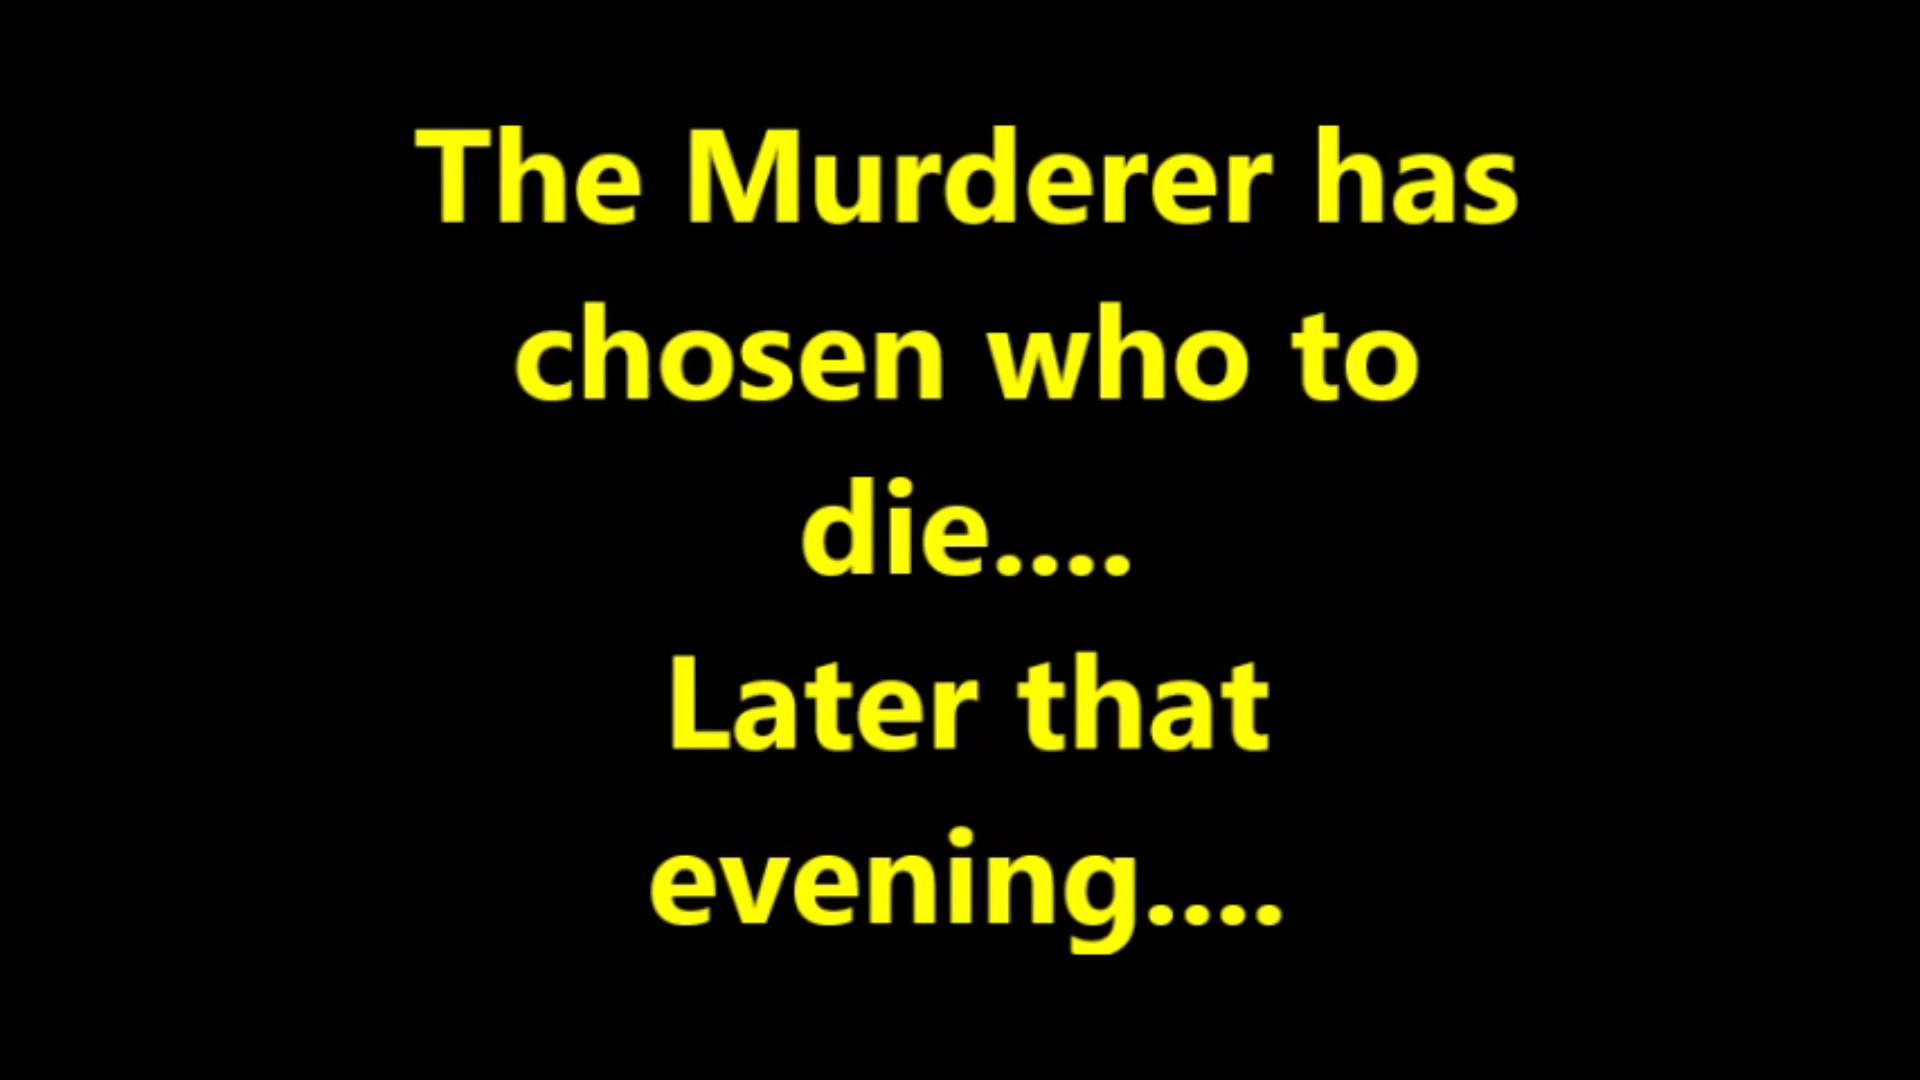 The Murderer has
chosen who to
die....
Later that
evening....